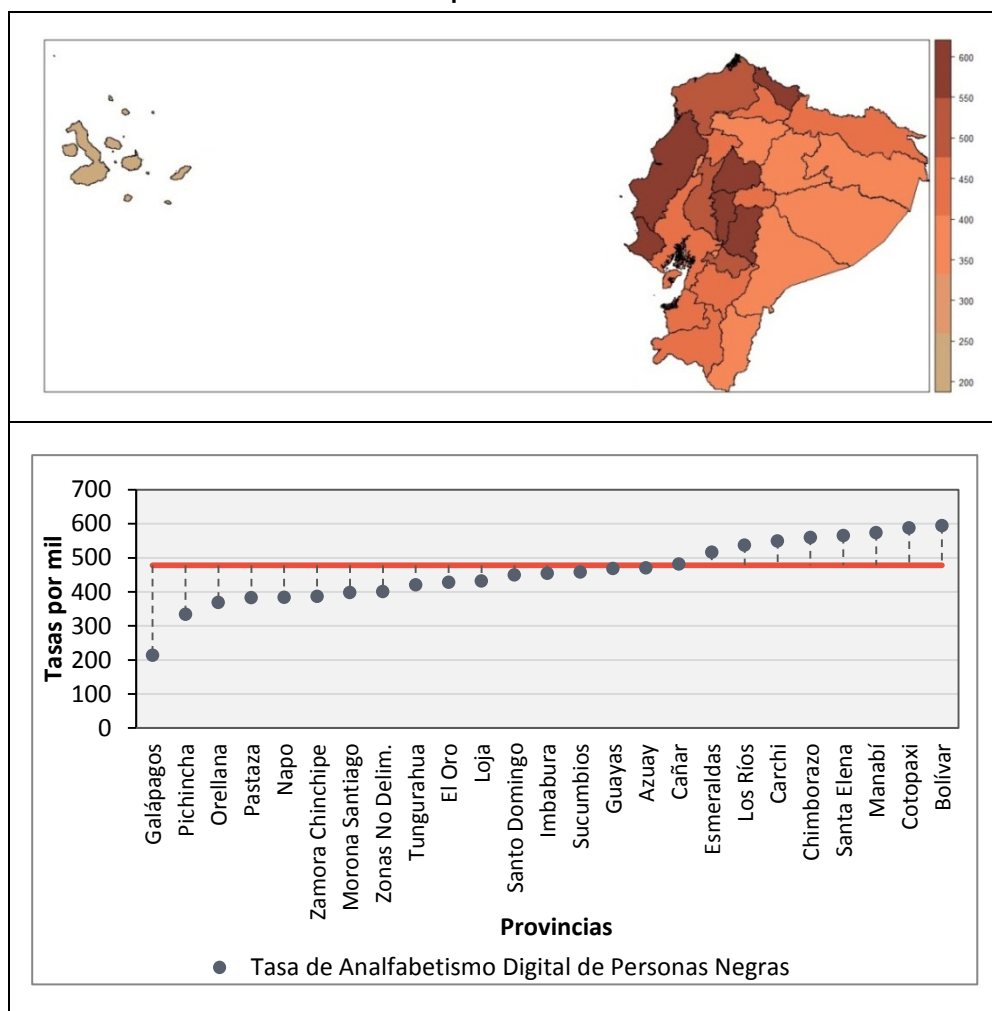 600
550
500
450
400
350
300
250
200
700
600
500
400
300
200
100
0
Tasas por mil
Galápagos
Pichincha
Orellana
Pastaza
Napo
Zamora Chinchipe
Morona Santiago
Zonas No Delim.
Tungurahua
El Oro
Loja
Santo Domingo
Imbabura
Sucumbios
Guayas
Azuay
Cañar
Esmeraldas
Los Ríos
Carchi
Chimborazo
Santa Elena
Manabí
Cotopaxi
Bolívar
Provincias
Tasa de Analfabetismo Digital de Personas Negras